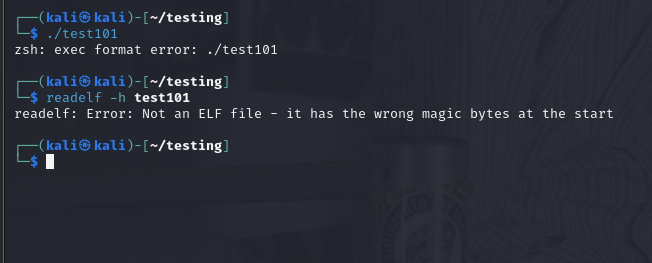 ┌──(kali㉿kali)-[~/testing]
└─$ ./test101
zsh: exec format error: ./test101
┌──(kali㉿kali)-[~/testing]
└─$ readelf -h test101
readelf: Error: Not an ELF file - it has the wrong magic bytes at the start
┌──(kali㉿kali)-[~/testing]
└─$